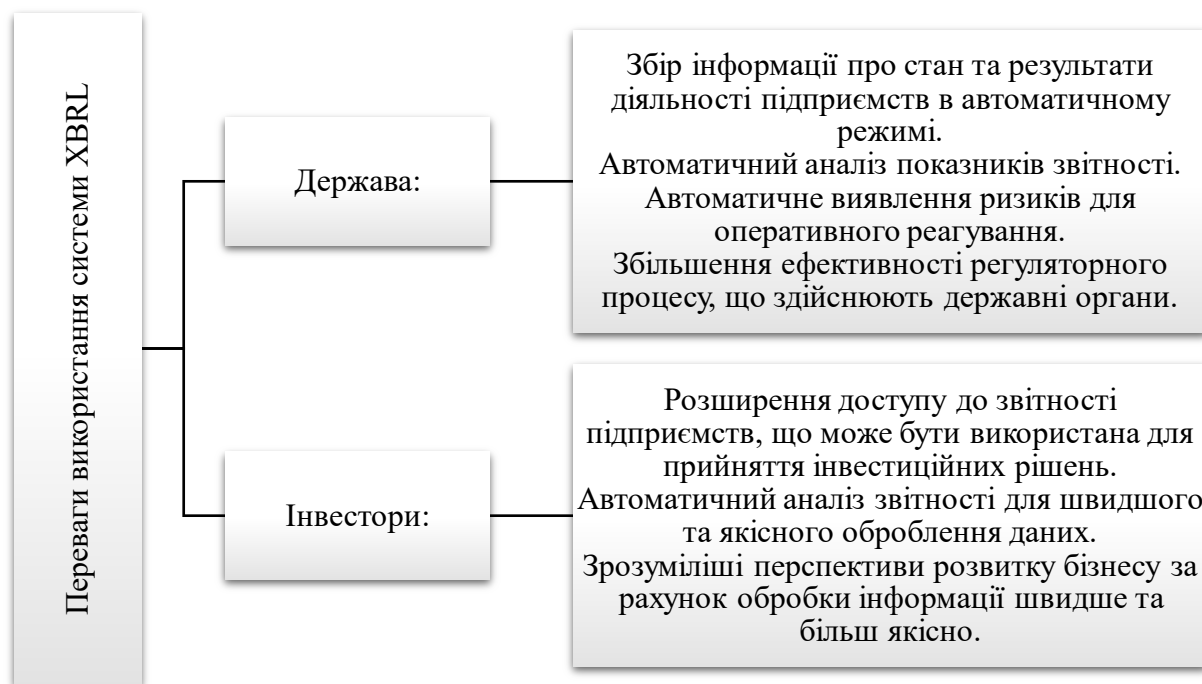 Переваги використання системи XBRL
Держава:
Збір інформації про стан та результати
діяльності підприємств в автоматичному
режимі.
Автоматичний аналіз показників звітності.
Автоматичне виявлення ризиків для
оперативного реагування.
Збільшення ефективності регуляторного
процесу, що здійснюють державні органи.
Інвестори:
Розширення доступу до звітності
підприємств, що може бути використана для
прийняття інвестиційних рішень.
Автоматичний аналіз звітності для швидшого
та якісного оброблення даних.
Зрозуміліші перспективи розвитку бізнесу за
рахунок обробки інформації швидше та
більш якісно.